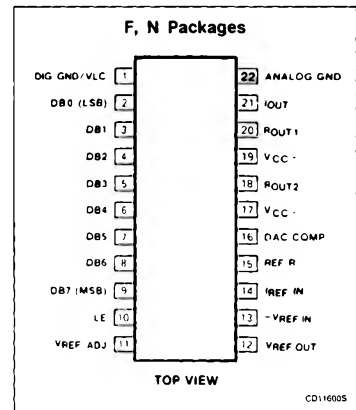 F, N Packages
DIG GND/VLC 1
DB0 (LSB) 2
DB1 3
DB2 4
DB3 5
DB4 6
DB5 7
DB6 8
DB7 (MSB) 9
LE 10
VREF ADJ 11
22 ANALOG GND
21 IOUT
20 ROUT1
19 VCC -
18 ROUT2
17 VCC -
16 DAC COMP
15 REF R
14 IREF IN
13 -VREF IN
12 VREF OUT
TOP VIEW
CD11600S